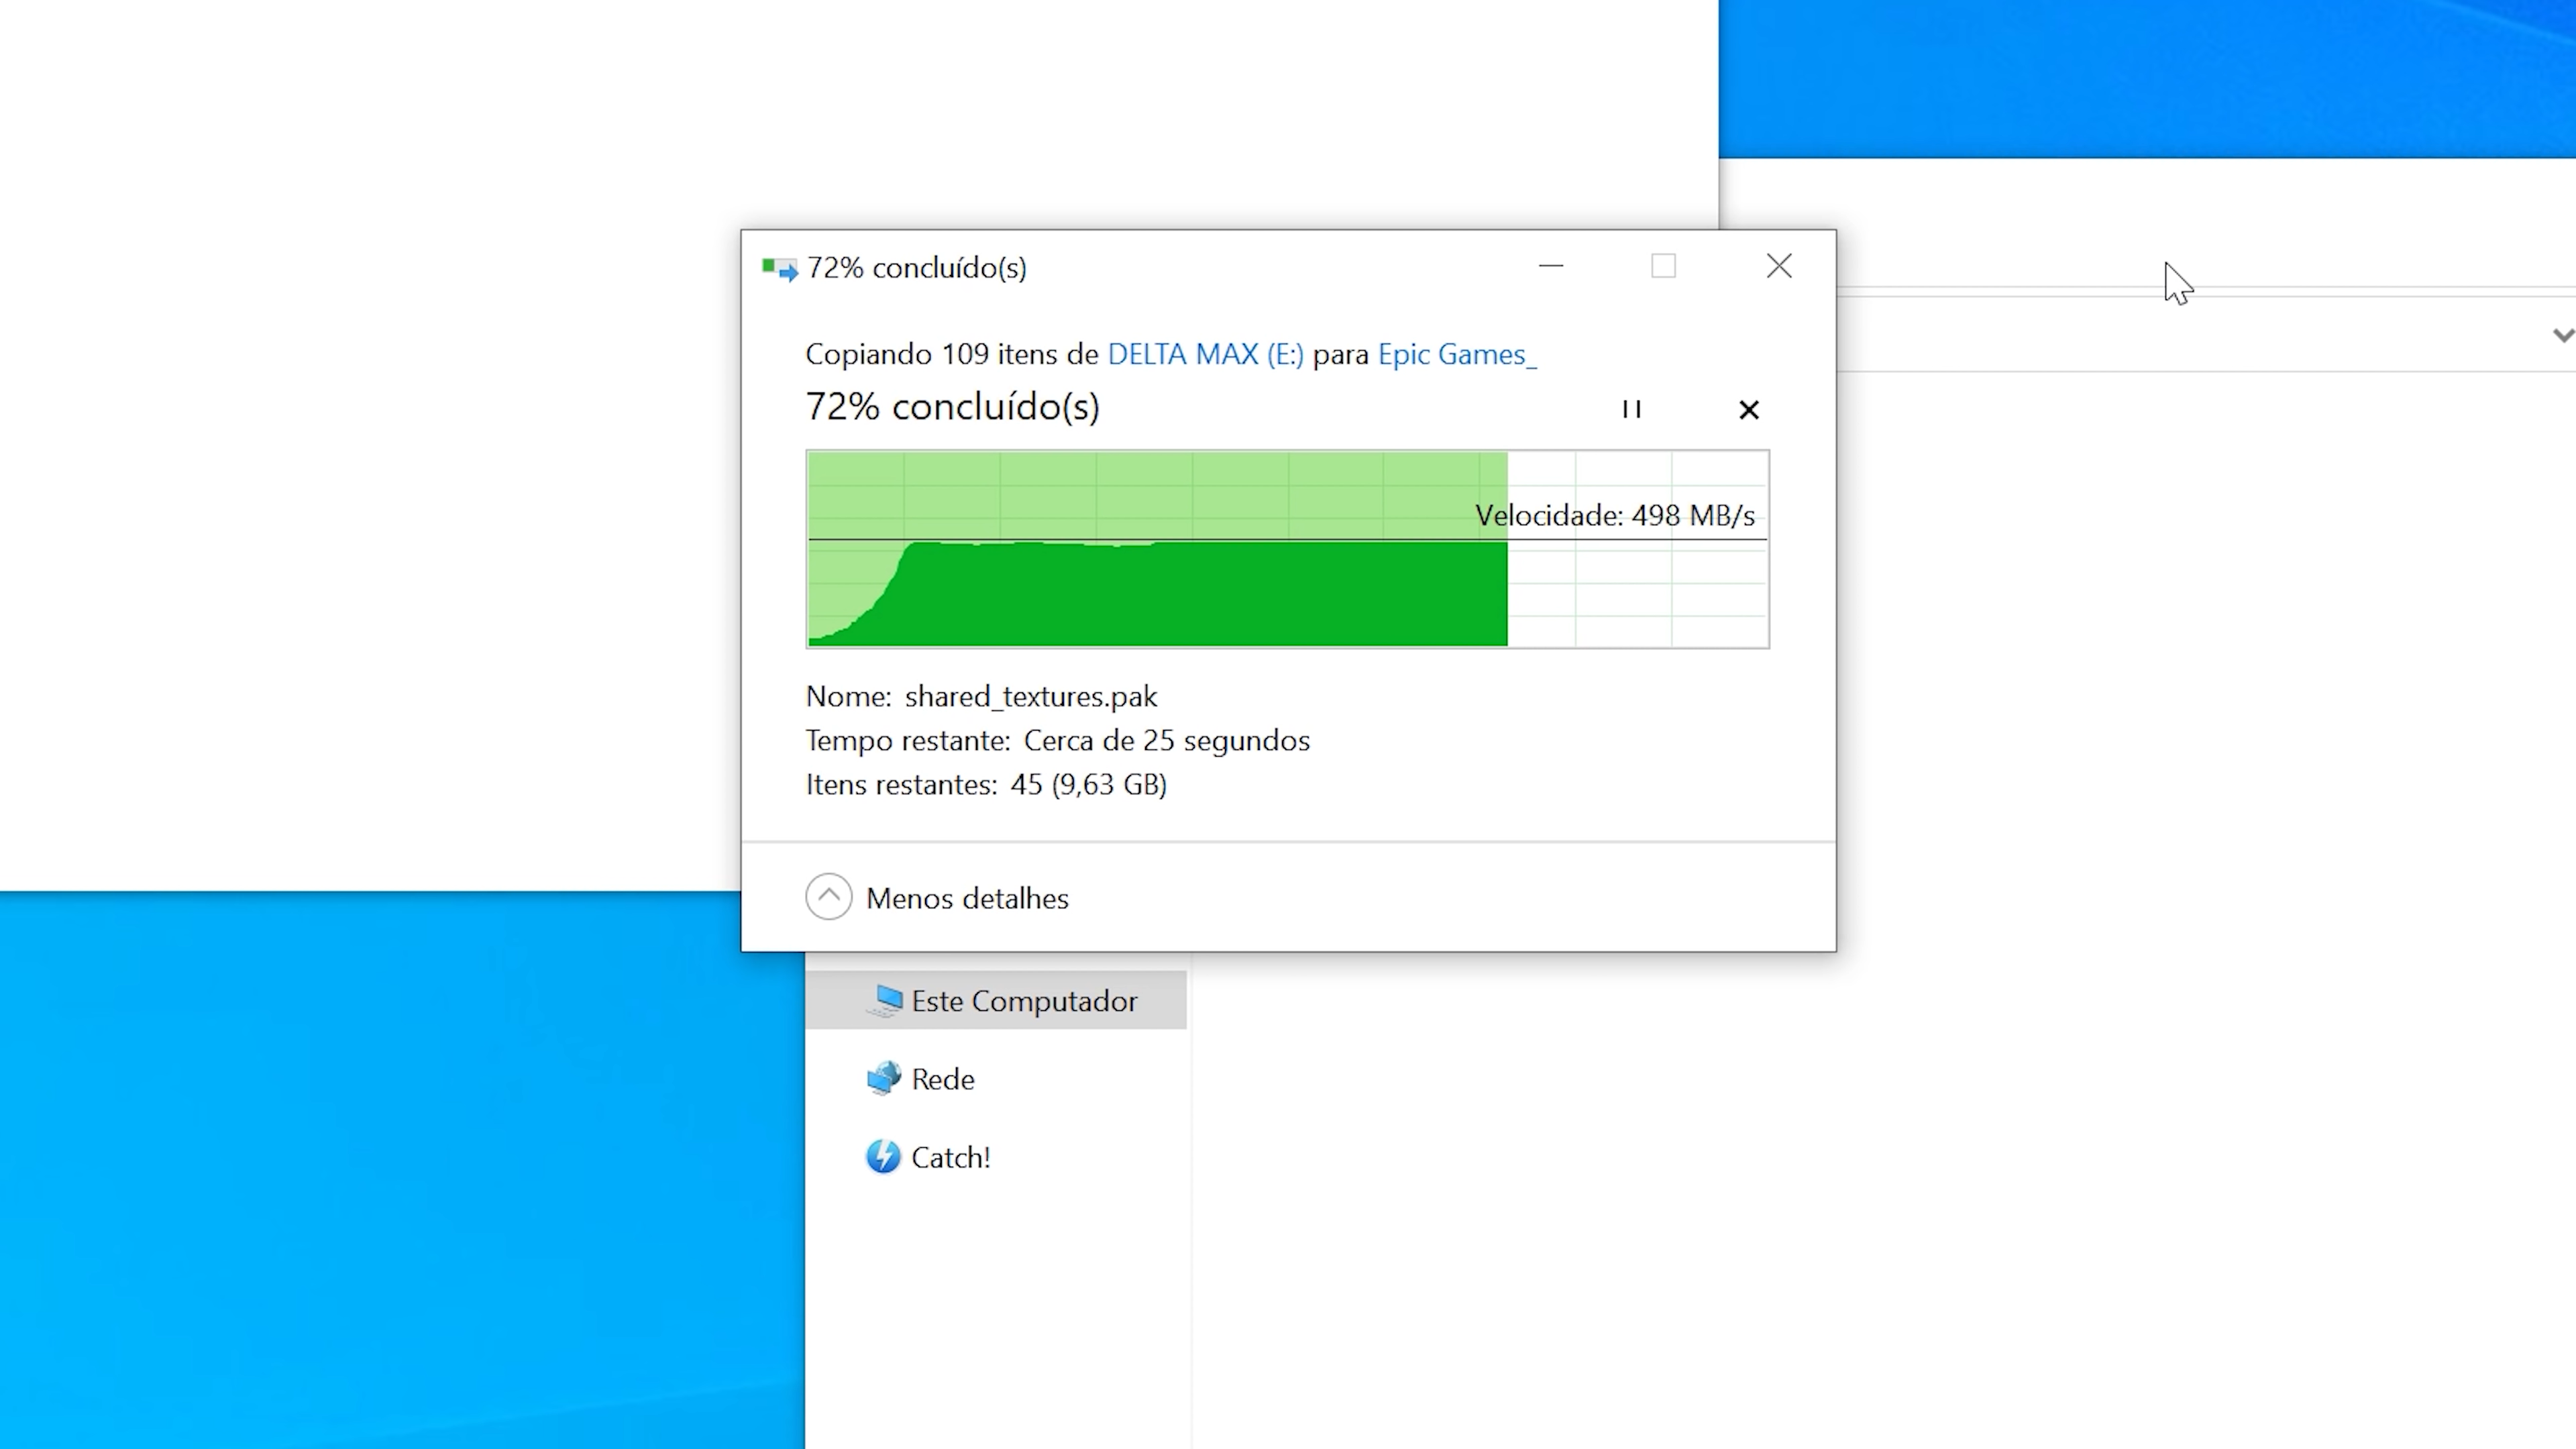 72% concluído(s)
Copiando 109 itens de DELTA MAX (E:) para Epic Games_
72% concluído(s)
Velocidade: 498 MB/s
Nome: shared_textures.pak
Tempo restante: Cerca de 25 segundos
Itens restantes: 45 (9,63 GB)
Menos detalhes
Este Computador
Rede
Catch!